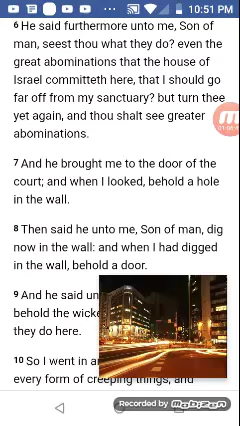 10:51 PM
6 He said furthermore unto me, Son of
man, seest thou what they do? even the
great abominations that the house of
Israel committeth here, that I should go
far off from my sanctuary? but turn thee
yet again, and thou shalt see greater
abominations.
7 And he brought me to the door of the
court; and when I looked, behold a hole
in the wall.
8 Then said he unto me, Son of man, dig
now in the wall: and when I had digged
in the wall, behold a door.
9 And he said un
behold the wicke
they do here.
10 So I went in a
every form of creeping things, and
Recorded by Mobizen